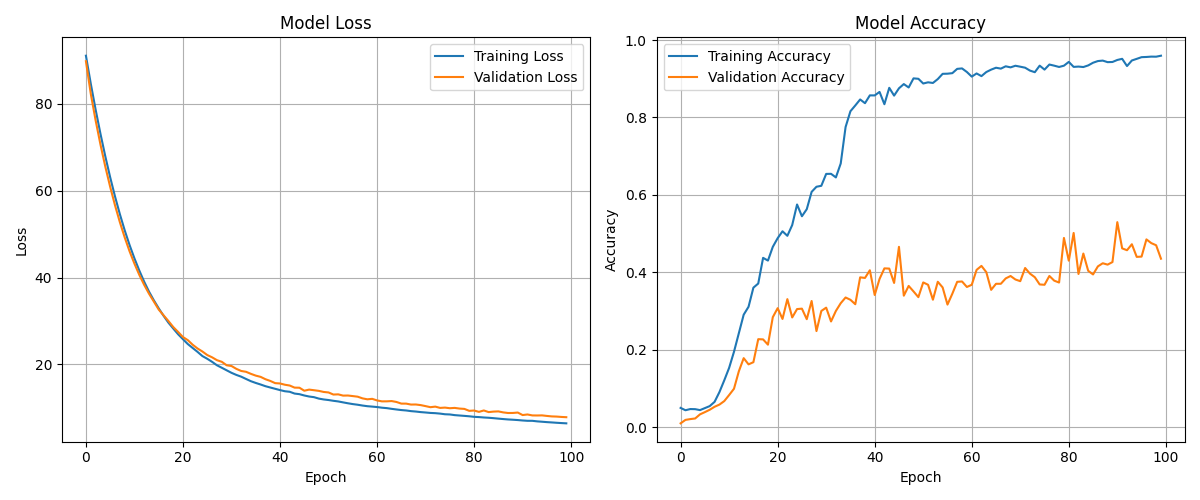 Model Loss
Training Loss
Validation Loss
80
60
40
20
0 20 40 60 80 100
Epoch
Loss
Model Accuracy
Training Accuracy
Validation Accuracy
1.0
0.8
0.6
0.4
0.2
0.0
0 20 40 60 80 100
Epoch
Accuracy